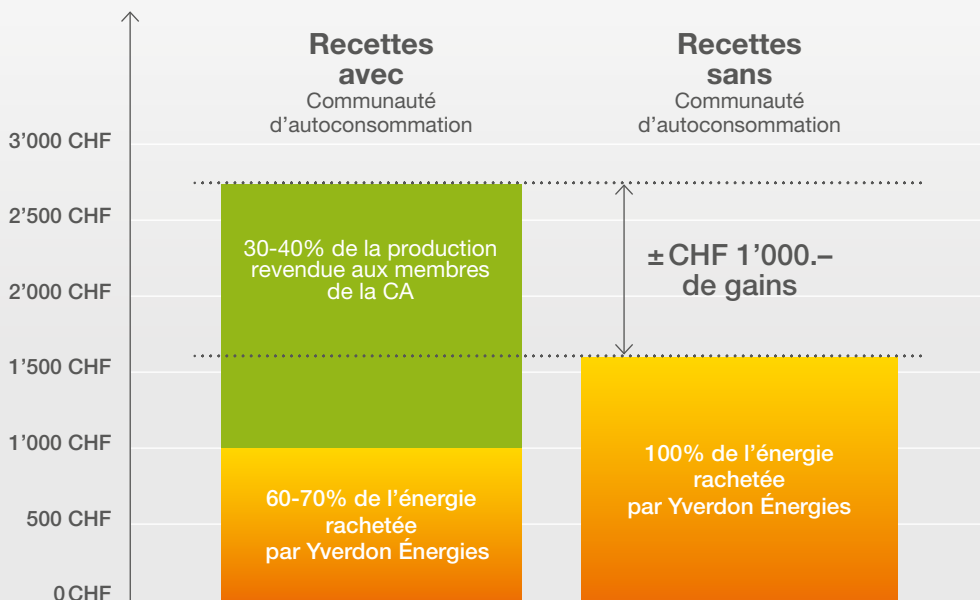 Recettes
avec
Communauté
d'autoconsommation
Recettes
sans
Communauté
d'autoconsommation
3'000 CHF
2'500 CHF
2'000 CHF
1'500 CHF
1'000 CHF
500 CHF
0 CHF
30-40% de la production
revendue aux membres
de la CA
60-70% de l'énergie
rachetée
par Yverdon Énergies
± CHF 1'000.–
de gains
100% de l'énergie
rachetée
par Yverdon Énergies